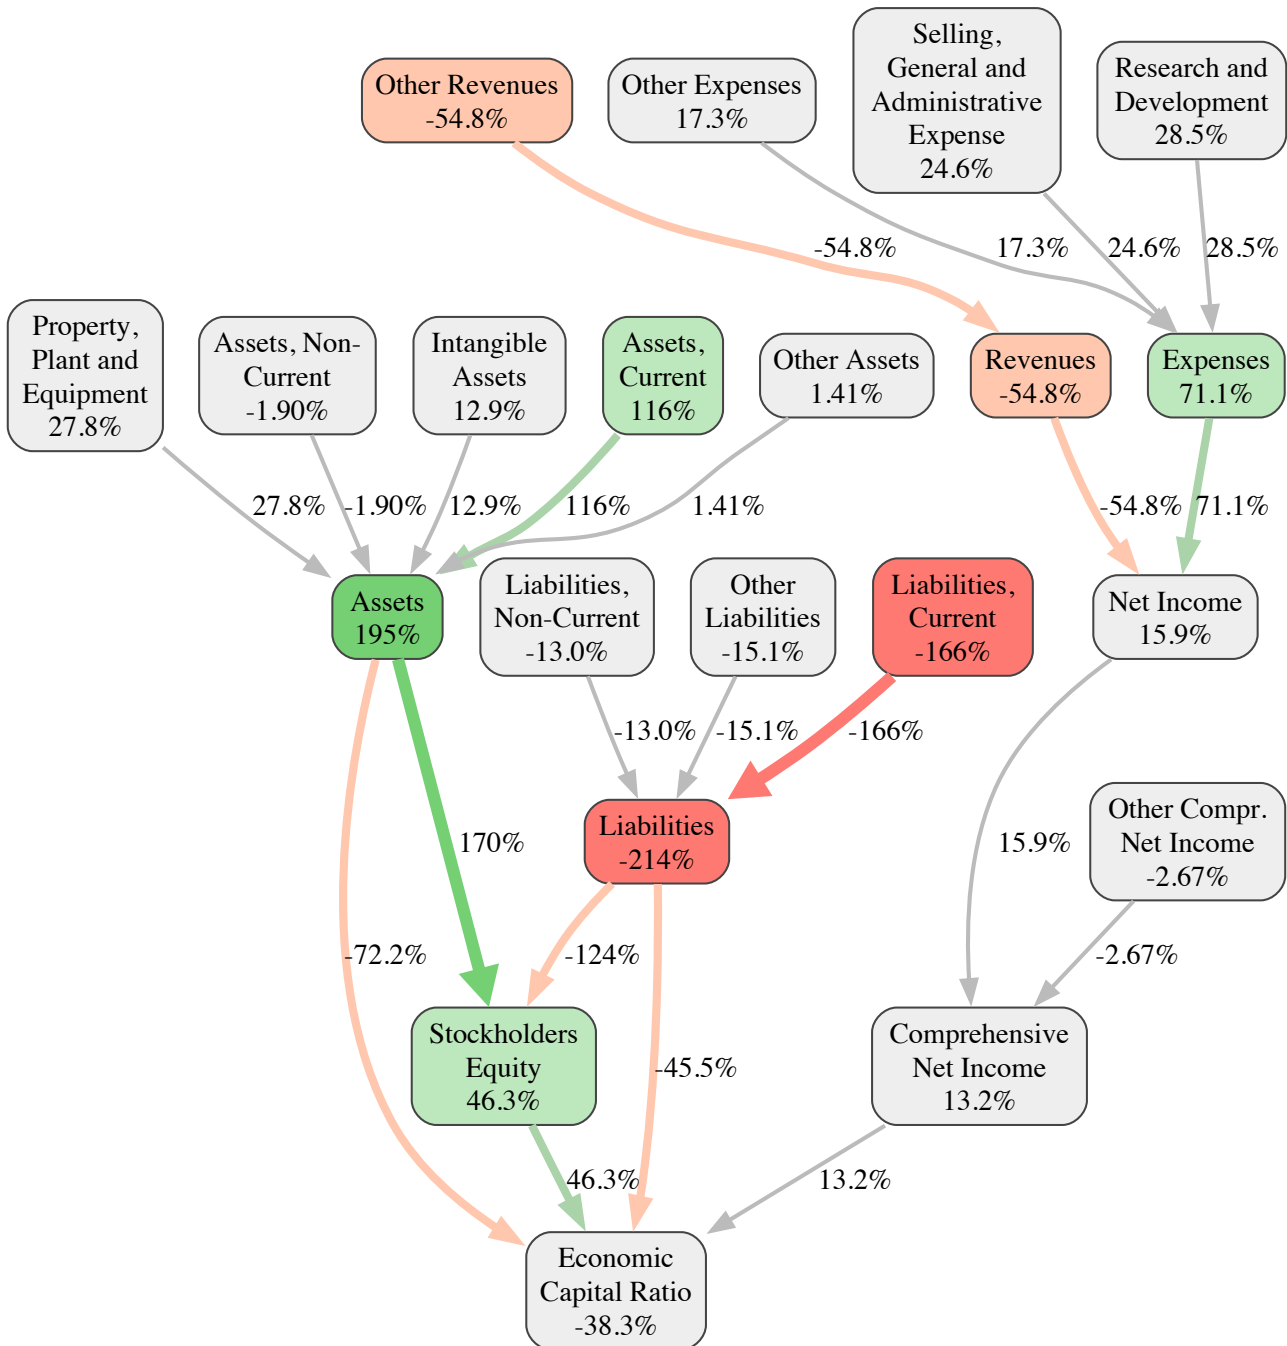 Other Revenues
-54.8%
Other Expenses
17.3%
Selling,
General and
Administrative
Expense
24.6%
Research and
Development
28.5%
-54.8%
17.3%
24.6%
28.5%
Property,
Plant and
Equipment
27.8%
Assets, Non-
Current
-1.90%
Intangible
Assets
12.9%
Assets,
Current
116%
Other Assets
1.41%
Revenues
-54.8%
Expenses
71.1%
27.8%
-1.90%
12.9%
116%
1.41%
-54.8%
71.1%
Assets
195%
Liabilities,
Non-Current
-13.0%
Other
Liabilities
-15.1%
Liabilities,
Current
-166%
Net Income
15.9%
-13.0%
-15.1%
-166%
170%
Liabilities
-214%
15.9%
Other Compr.
Net Income
-2.67%
-72.2%
-124%
-2.67%
Stockholders
Equity
46.3%
-45.5%
Comprehensive
Net Income
13.2%
46.3%
13.2%
Economic
Capital Ratio
-38.3%